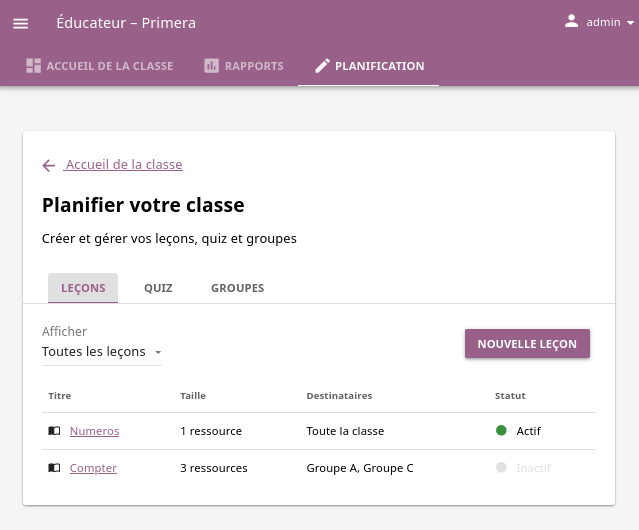 Éducateur – Primera
admin
ACCUEIL DE LA CLASSE RAPPORTS PLANIFICATION
Accueil de la classe
Planifier votre classe
Créer et gérer vos leçons, quiz et groupes
LEÇONS QUIZ GROUPES
Afficher
Toutes les leçons
NOUVELLE LEÇON
Titre Taille Destinataires Statut
Numeros 1 ressource Toute la classe Actif
Compter 3 ressources Groupe A, Groupe C Inactif